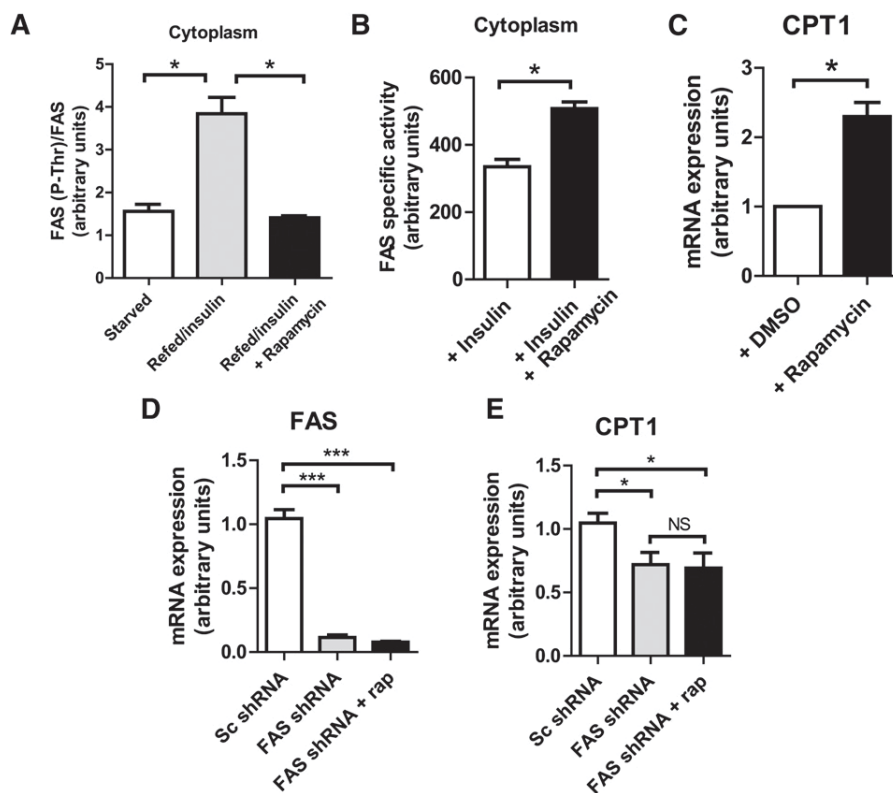 A
Cytoplasm
* *
FAS (P-Thr)/FAS
(arbitrary units)
5
4
3
2
1
0
Starved
Refed/insulin
Refed/insulin
+ Rapamycin
B
Cytoplasm
*
FAS specific activity
(arbitrary units)
600
400
200
0
+ Insulin
+ Insulin
+ Rapamycin
C
CPT1
*
mRNA expression
(arbitrary units)
3
2
1
0
+ DMSO
+ Rapamycin
D
FAS
***
***
mRNA expression
(arbitrary units)
1.5
1.0
0.5
0.0
Sc shRNA
FAS shRNA
FAS shRNA + rap
E
CPT1
*
*
NS
mRNA expression
(arbitrary units)
1.5
1.0
0.5
0.0
Sc shRNA
FAS shRNA
FAS shRNA + rap